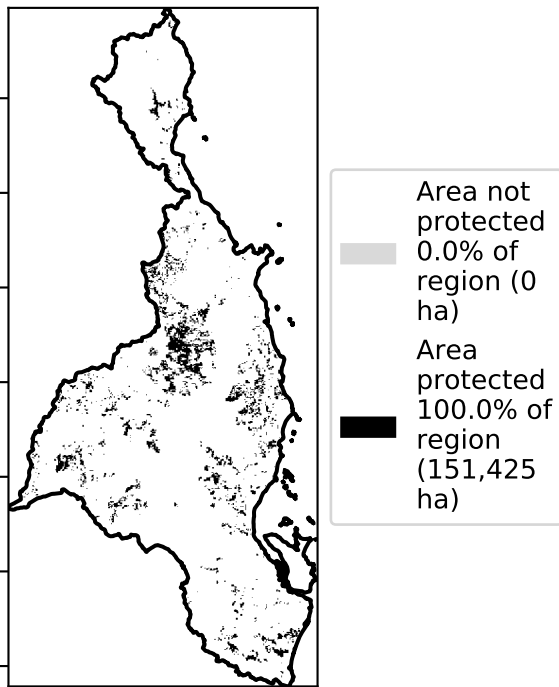 Area not
protected
0.0% of
region (0
ha)
Area
protected
100.0% of
region
(151,425
ha)